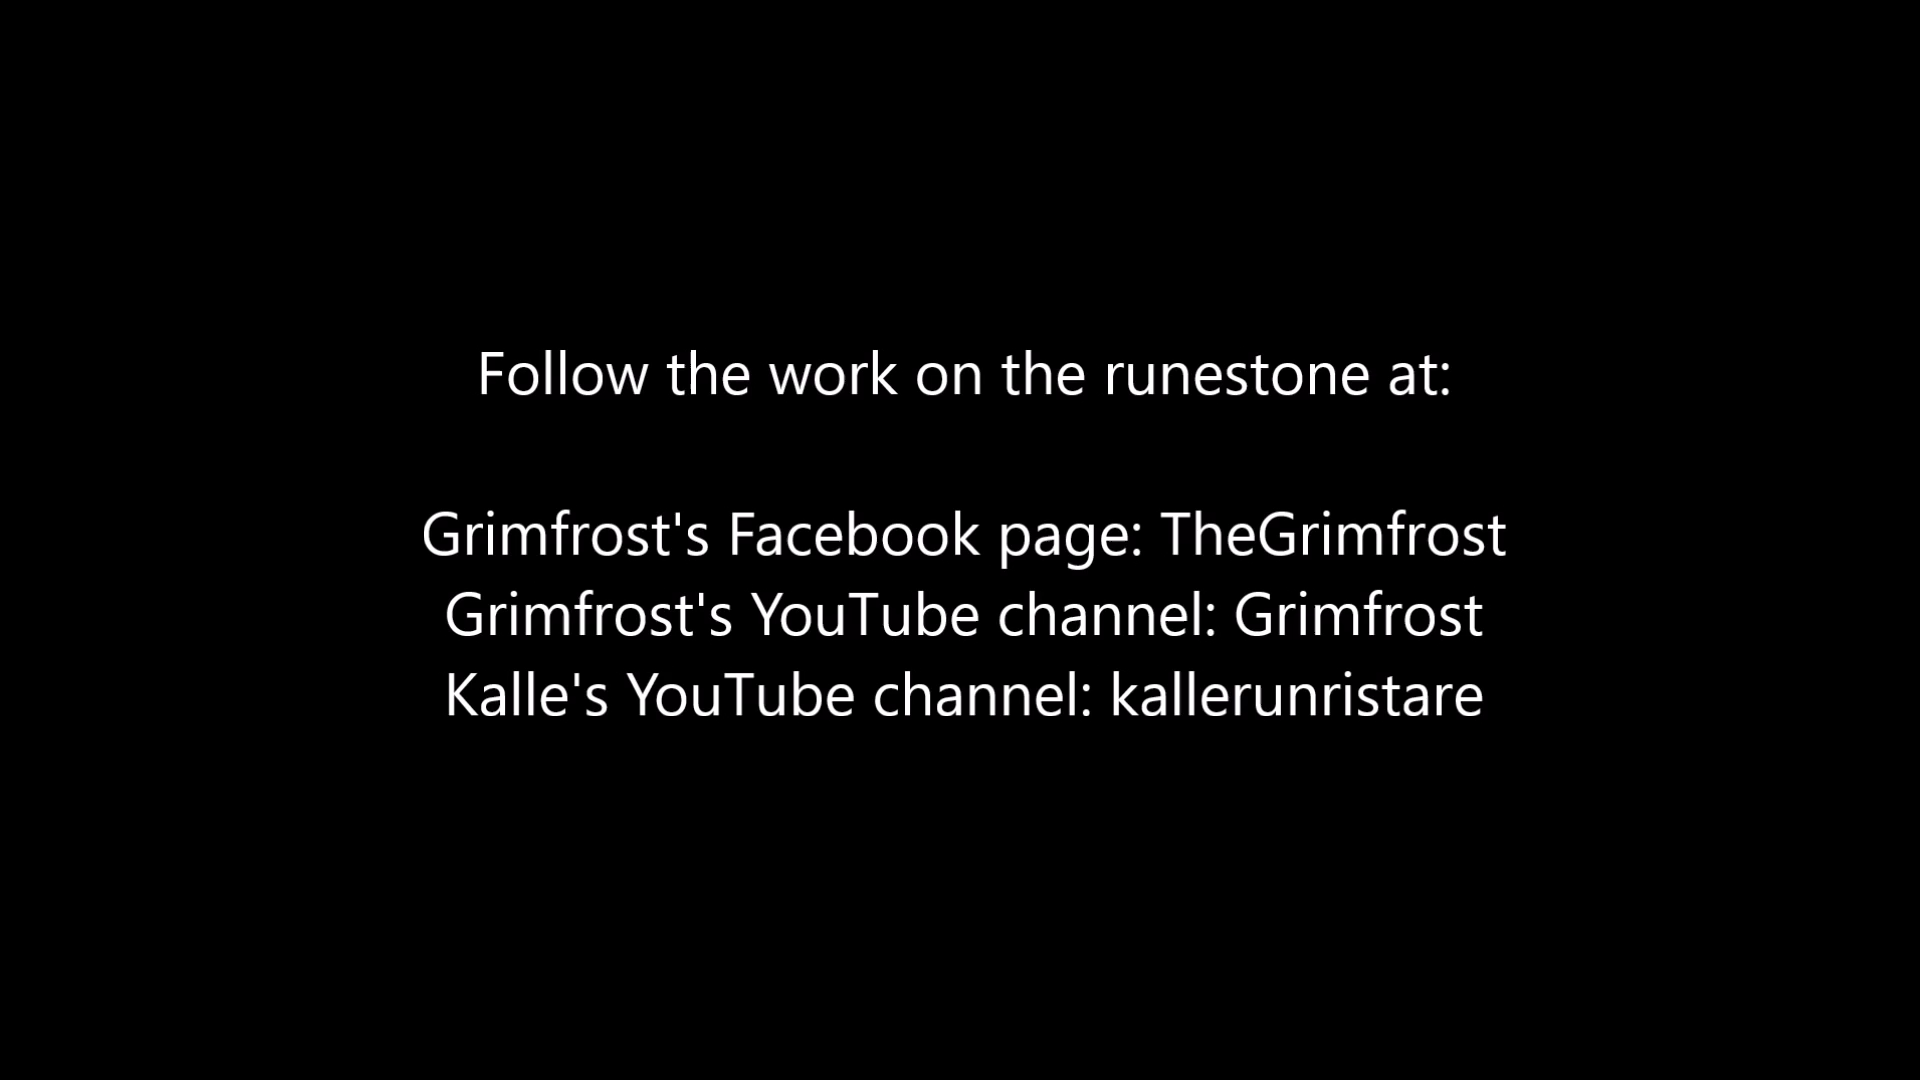 Follow the work on the runestone at:
Grimfrost's Facebook page: TheGrimfrost
Grimfrost's YouTube channel: Grimfrost
Kalle's YouTube channel: kallerunristare